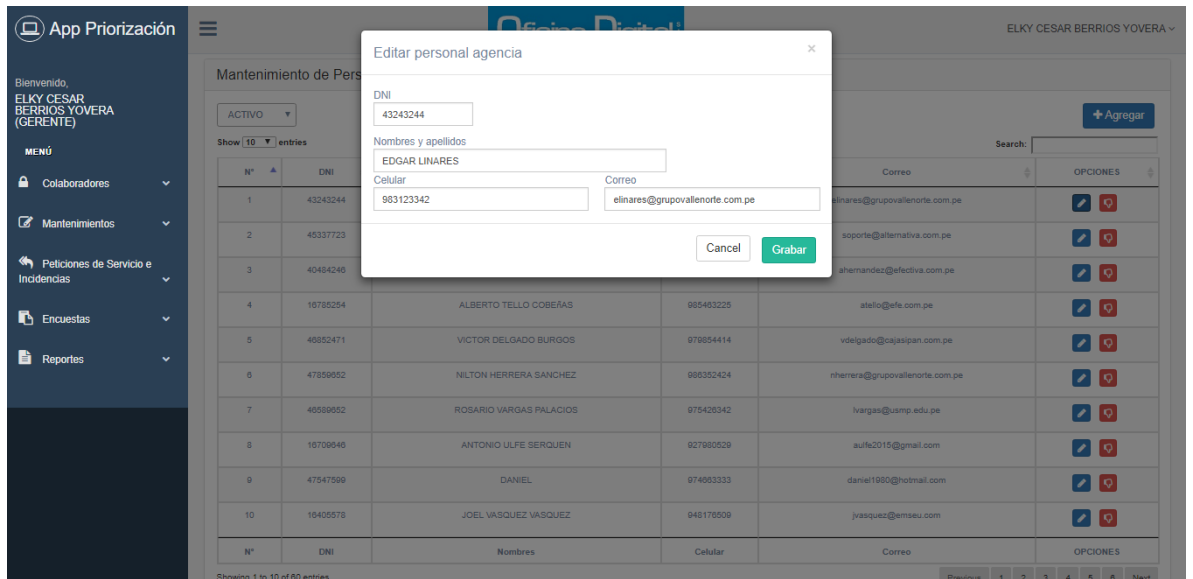 App Priorización
Oficina Digital
ELKY CESAR BERRIOS YOVERA
Bienvenido,
ELKY CESAR
BERRIOS YOVERA
(GERENTE)
MENÚ
Colaboradores
Mantenimientos
Peticiones de Servicio e
Incidencias
Encuestas
Reportes
Editar personal agencia ×
DNI
43243244
Nombres y apellidos
EDGAR LINARES
Celular Correo
983123342 elinares@grupovallenorte.com.pe
Cancel Grabar
Mantenimiento de Pers
ACTIVO
+ Agregar
Show 10 entries Search:
N° DNI Correo OPCIONES
1 43243244 elinares@grupovallenorte.com.pe
2 45337723 soporte@alternativa.com.pe
3 40484246 ahernandez@efectiva.com.pe
4 16785254 ALBERTO TELLO COBEÑAS 985463225 atello@efe.com.pe
5 46852471 VICTOR DELGADO BURGOS 979854414 vdelgado@cajasipan.com.pe
6 47859652 NILTON HERRERA SANCHEZ 986352424 nherrera@grupovallenorte.com.pe
7 46589652 ROSARIO VARGAS PALACIOS 975426342 lvargas@usmp.edu.pe
8 16709646 ANTONIO ULFE SERQUEN 927980529 aulfe2015@gmail.com
9 47547599 DANIEL 974663333 daniel1980@hotmail.com
10 16405578 JOEL VASQUEZ VASQUEZ 948176509 jvasquez@emseu.com
N° DNI Nombres Celular Correo OPCIONES
Showing 1 to 10 of 60 entries Previous 1 2 3 4 5 6 Next